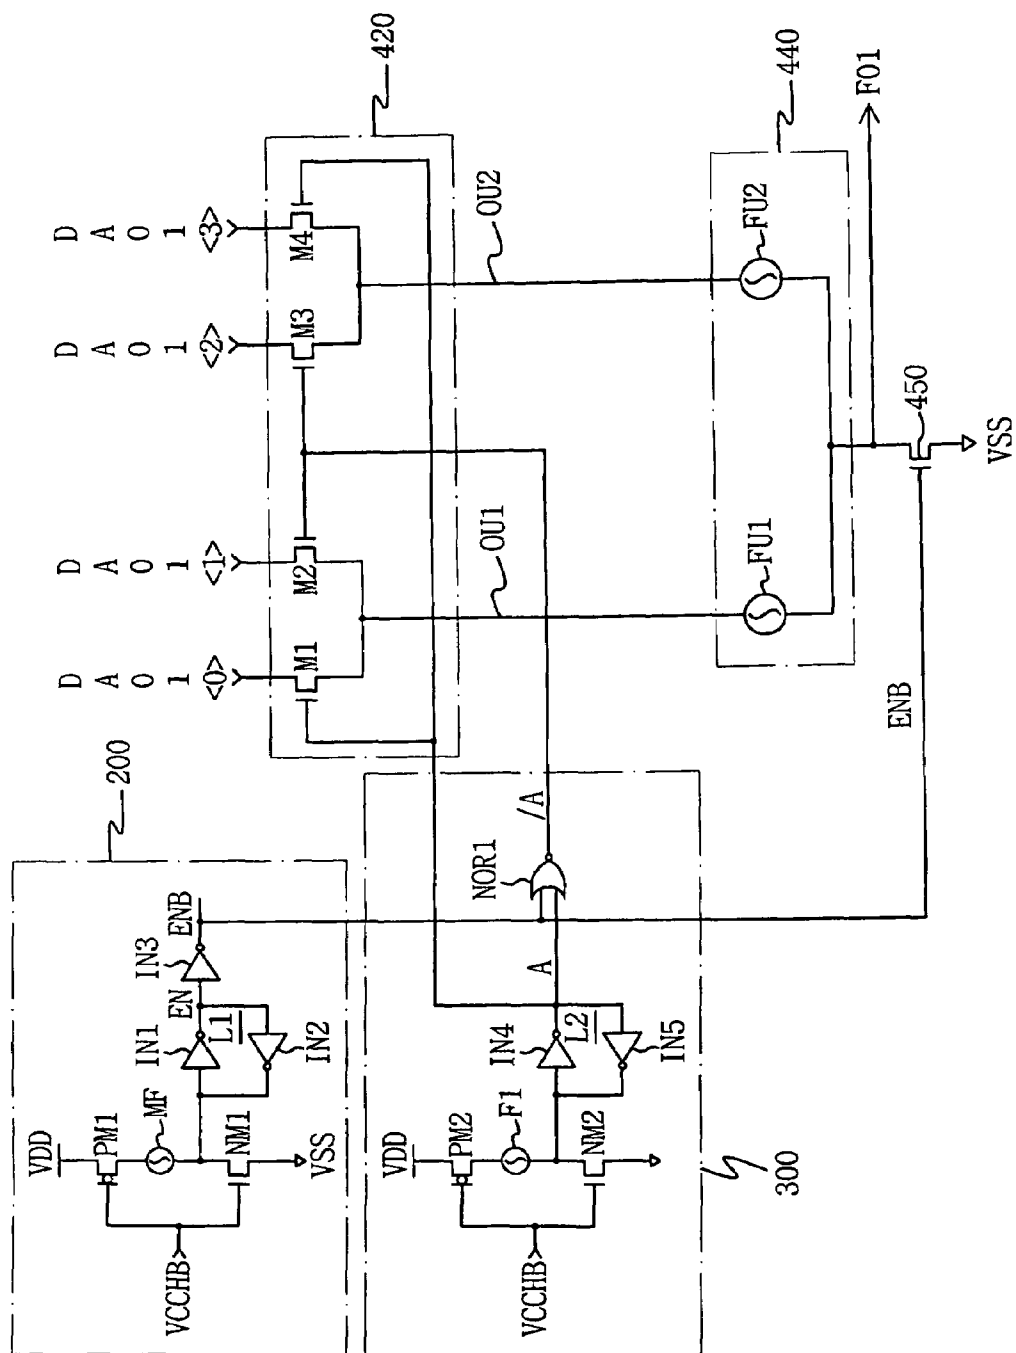 D A 0 1 <0>
D A 0 1 <1>
D A 0 1 <2>
D A 0 1 <3>
420
M1
M2
M3
M4
200
VDD
PM1
MF
NM1
VSS
VCCHB
IN1
L1
IN2
EN
IN3
ENB
OU1
OU2
300
VDD
PM2
F1
NM2
VCCHB
IN4
L2
IN5
A
NOR1
/A
440
FU1
FU2
FO1
ENB
450
VSS